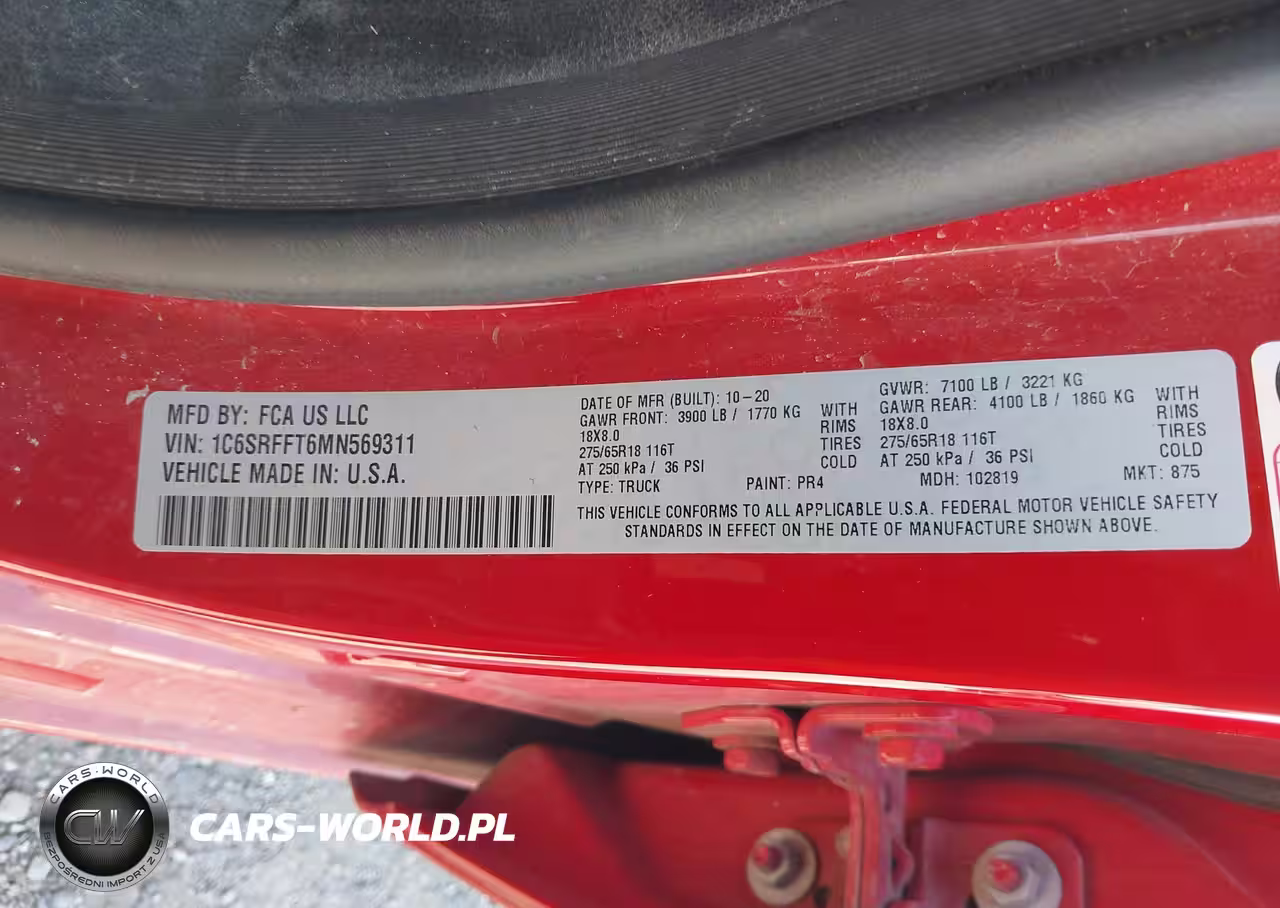 MFD BY: FCA US LLC
VIN: 1C6SRFFT6MN569311
VEHICLE MADE IN: U.S.A.
DATE OF MFR (BUILT): 10-20
GAWR FRONT: 3900 LB / 1770 KG WITH
18X8.0 RIMS
275/65R18 116T TIRES
AT 250 kPa / 36 PSI COLD
GVWR: 7100 LB / 3221 KG
GAWR REAR: 4100 LB / 1860 KG WITH
18X8.0 RIMS
275/65R18 116T TIRES
AT 250 kPa / 36 PSI COLD
TYPE: TRUCK PAINT: PR4 MDH: 102819 MKT: 875
THIS VEHICLE CONFORMS TO ALL APPLICABLE U.S.A. FEDERAL MOTOR VEHICLE SAFETY
STANDARDS IN EFFECT ON THE DATE OF MANUFACTURE SHOWN ABOVE.
CARS-WORLD
CW
BEZPOŚREDNI IMPORT Z USA
CARS-WORLD.PL